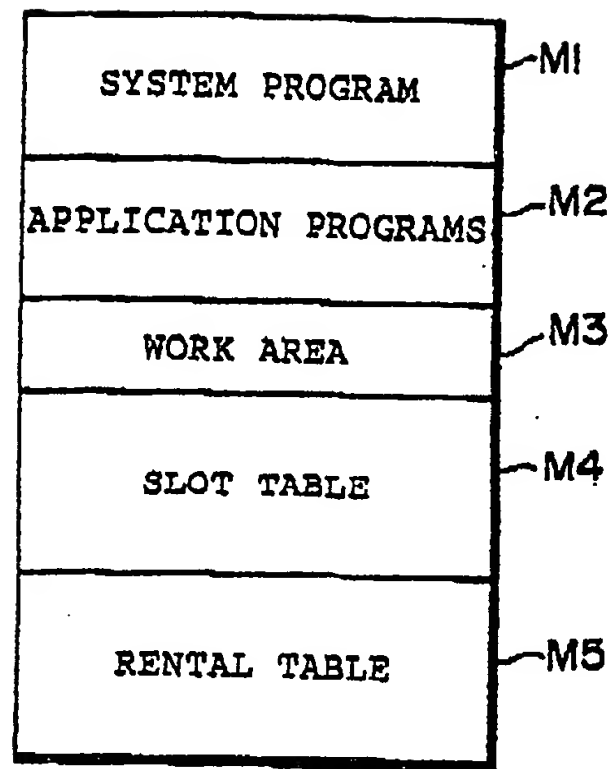 SYSTEM PROGRAM M1
APPLICATION PROGRAMS M2
WORK AREA M3
SLOT TABLE M4
RENTAL TABLE M5